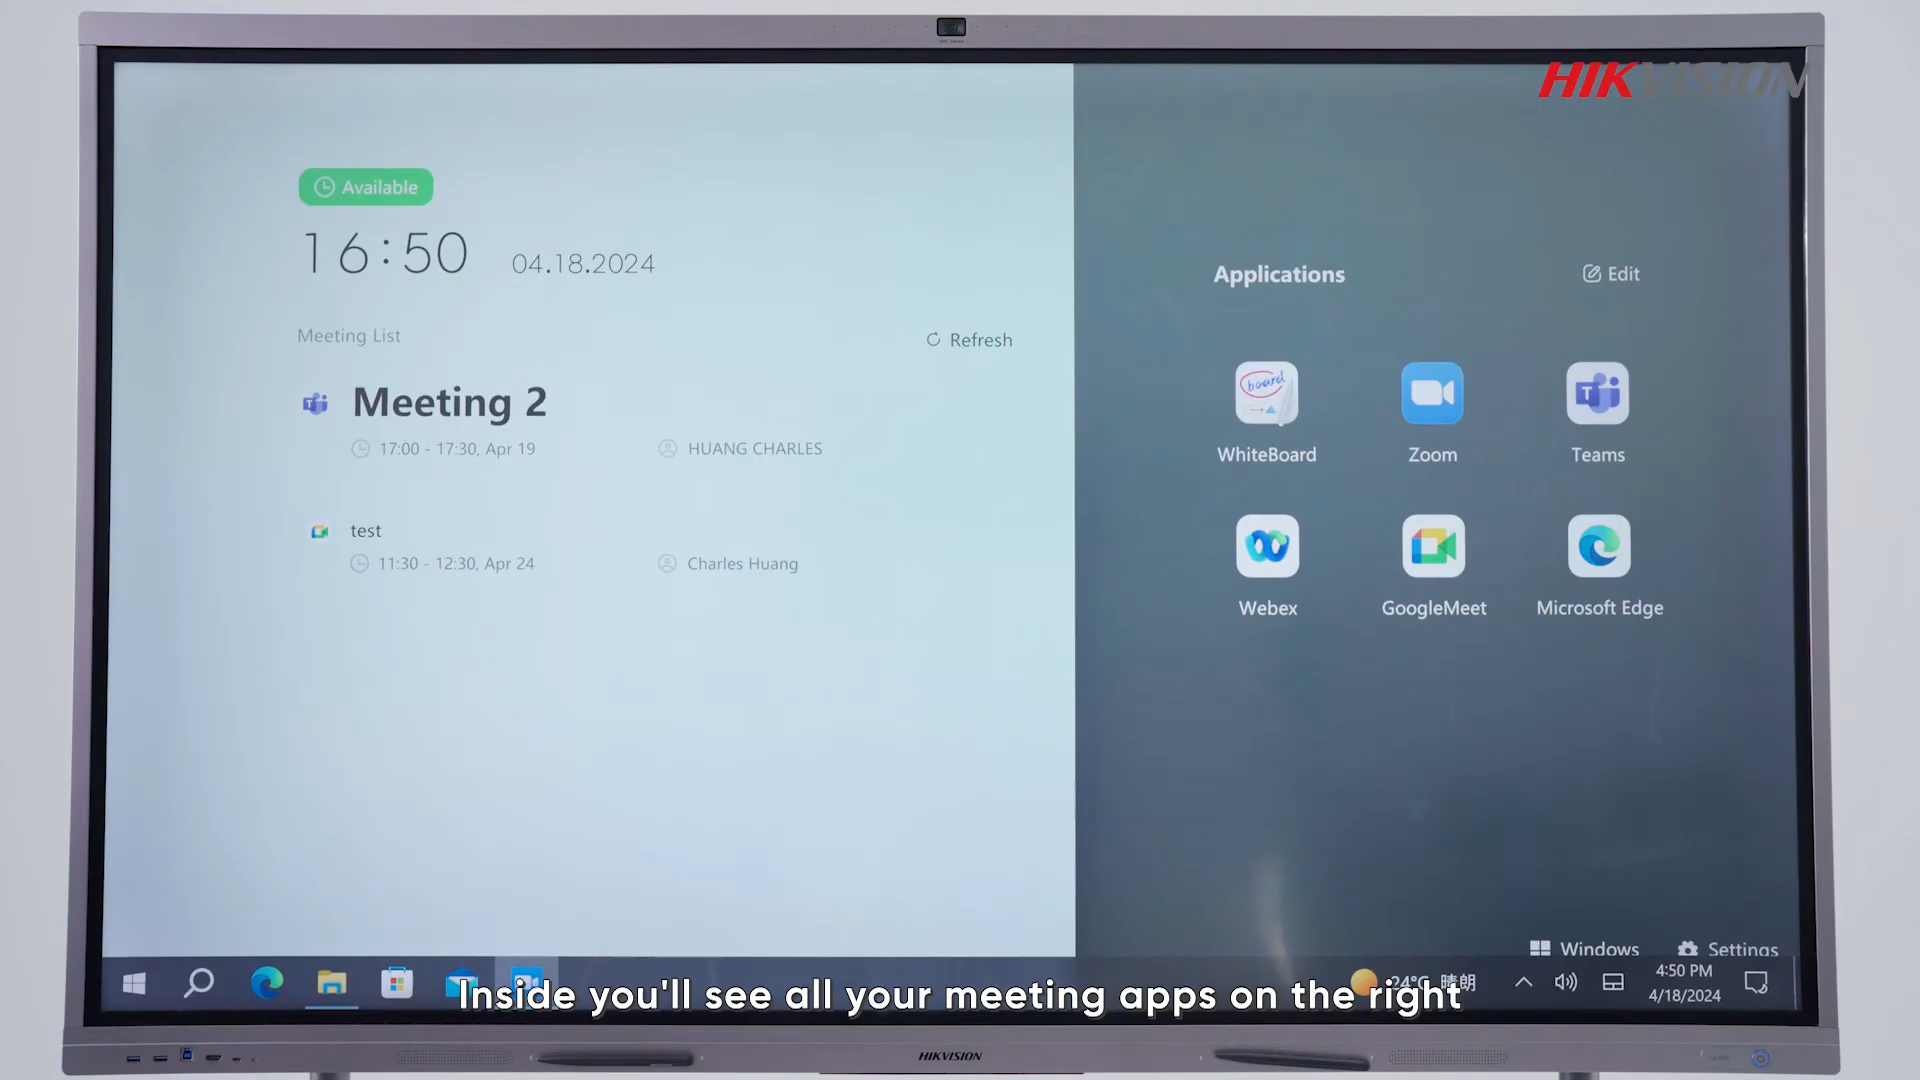 HIKVISION
Available
16:50 04.18.2024
Meeting List
Refresh
Meeting 2
17:00 - 17:30, Apr 19
HUANG CHARLES
test
11:30 - 12:30, Apr 24
Charles Huang
Applications
Edit
board
WhiteBoard
Zoom
Teams
Webex
GoogleMeet
Microsoft Edge
Windows
Settings
24°C 晴朗
4:50 PM
4/18/2024
Inside you'll see all your meeting apps on the right
HIKVISION